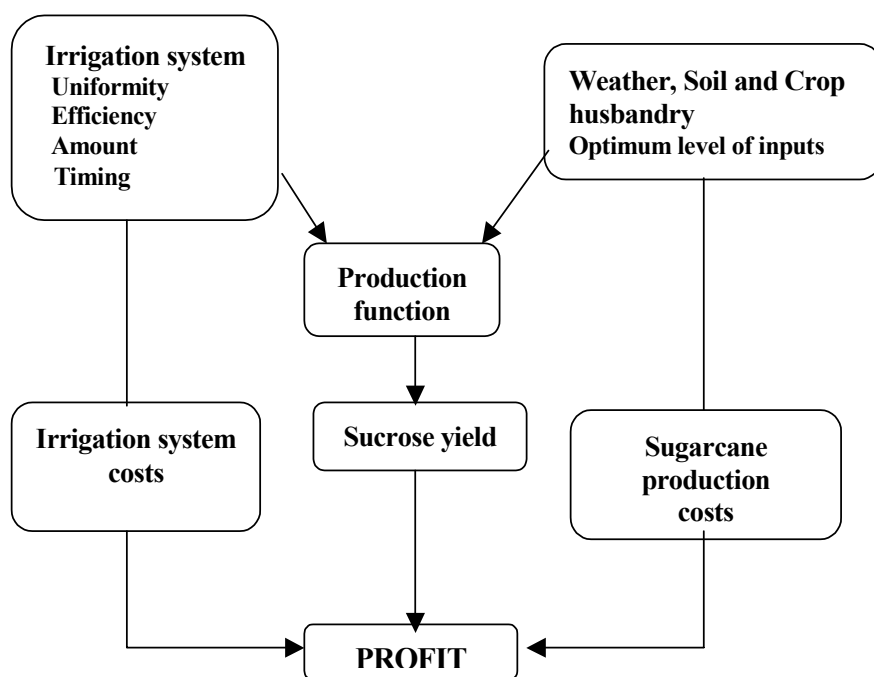 Irrigation system
Uniformity
Efficiency
Amount
Timing
Weather, Soil and Crop
husbandry
Optimum level of inputs
Production
function
Irrigation system
costs
Sucrose yield
Sugarcane
production
costs
PROFIT